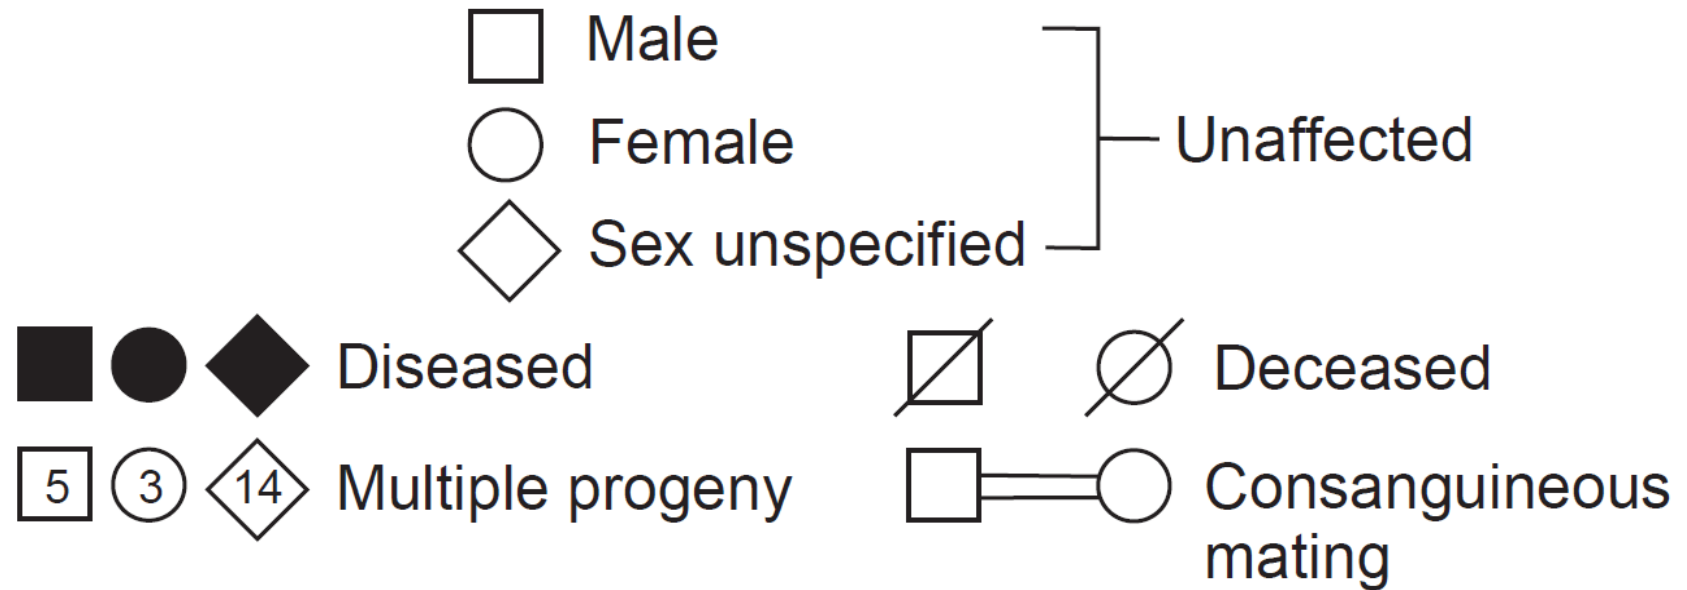 Male
Female
Unaffected
Sex unspecified
Diseased
Deceased
5 3 14 Multiple progeny
Consanguineous
mating